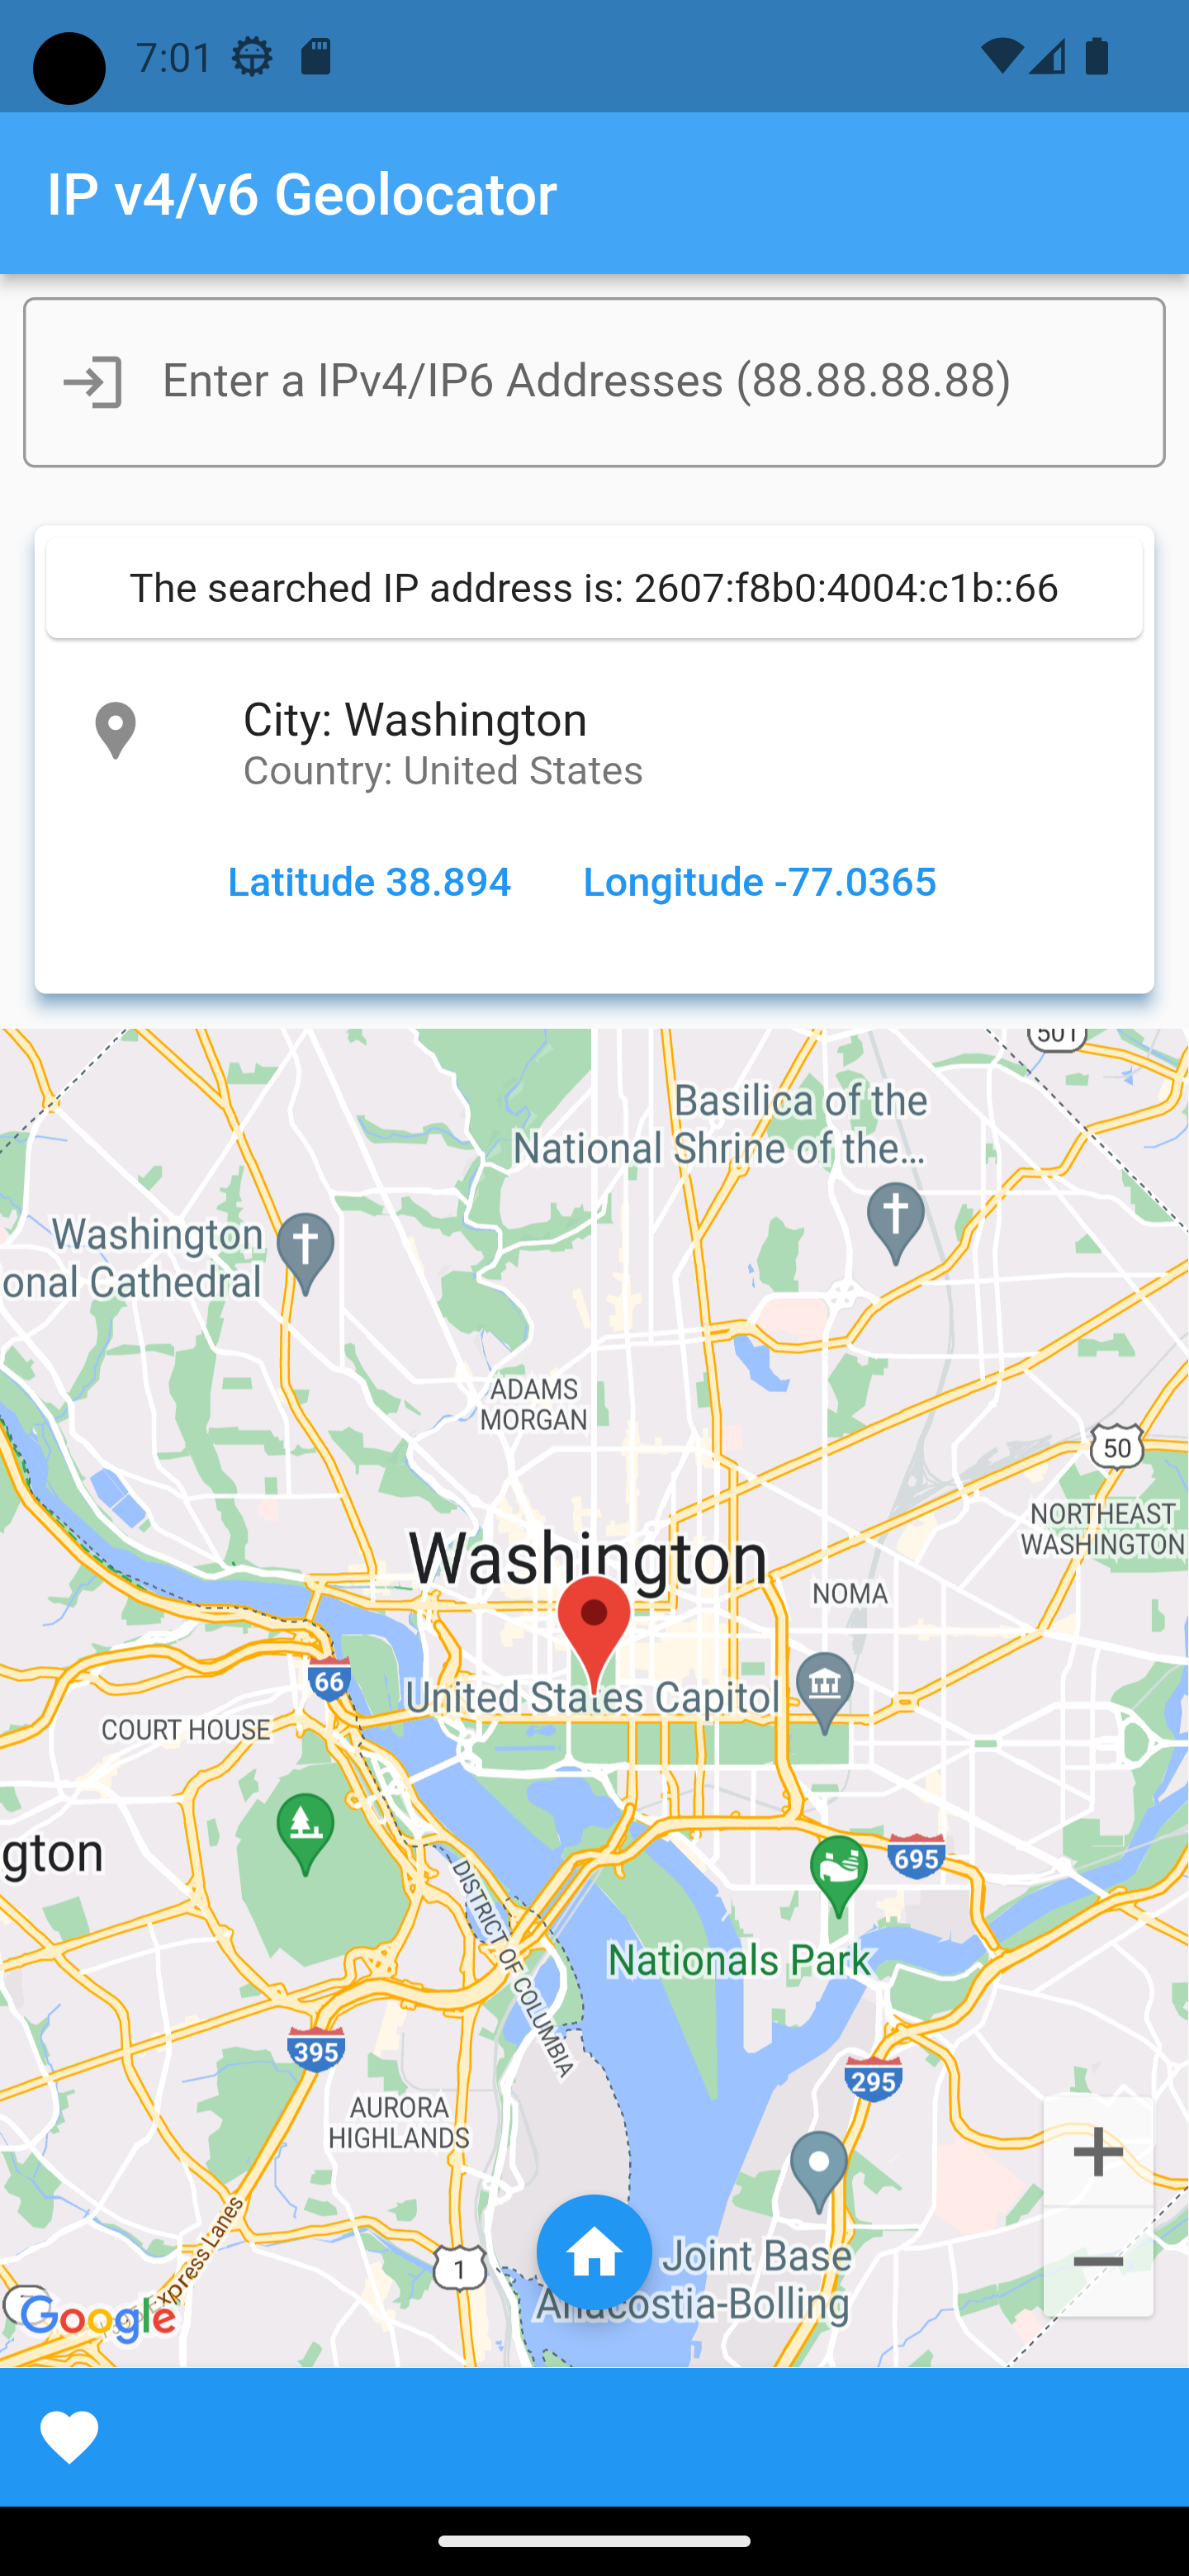 7:01
IP v4/v6 Geolocator
Enter a IPv4/IP6 Addresses (88.88.88.88)
The searched IP address is: 2607:f8b0:4004:c1b::66
City: Washington
Country: United States
Latitude 38.894 Longitude -77.0365
501
Basilica of the
National Shrine of the...
Washington
onal Cathedral
ADAMS
MORGAN
50
NORTHEAST
WASHINGTON
Washington
NOMA
66
United States Capitol
COURT HOUSE
gton
695
DISTRICT OF COLUMBIA
Nationals Park
395
295
AURORA
HIGHLANDS
xpress Lanes
1
Joint Base
Anacostia-Bolling
Google